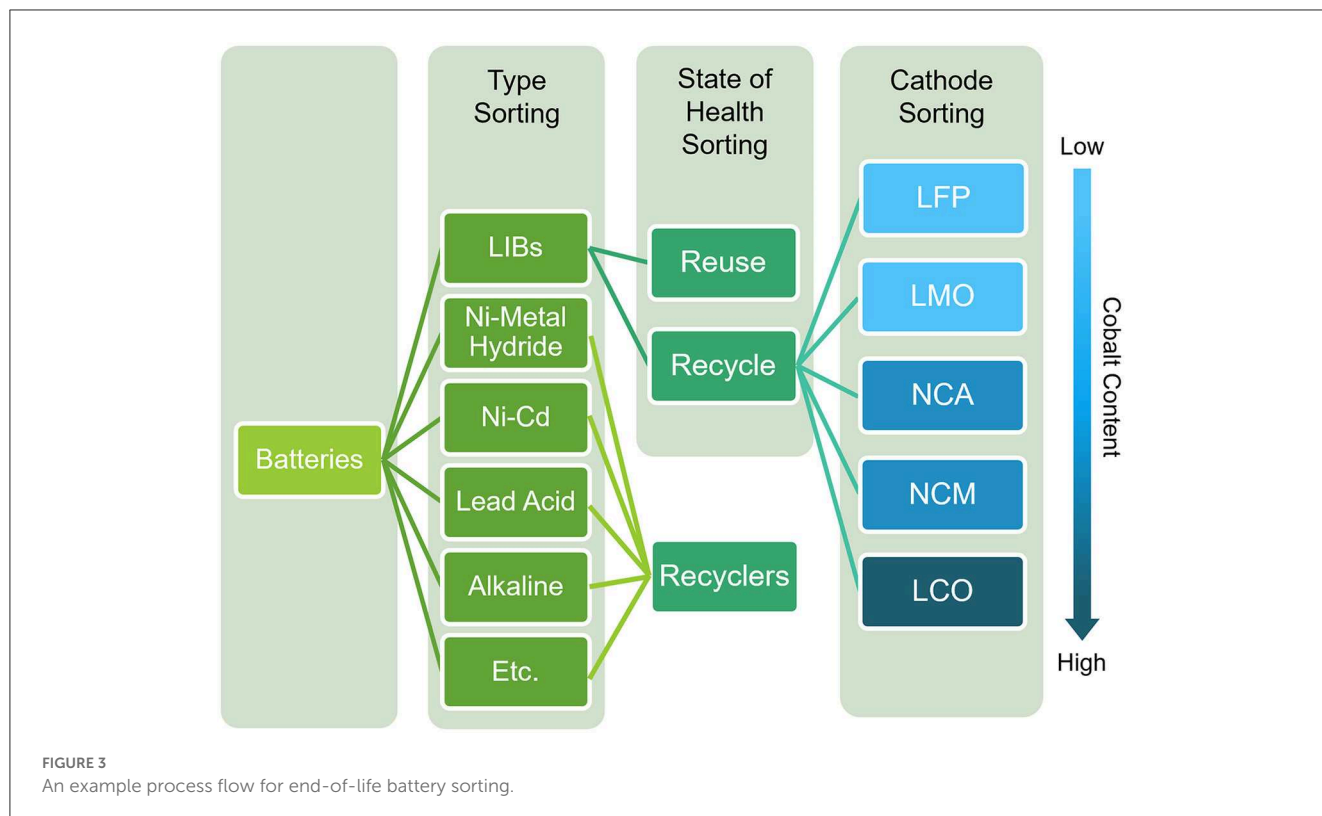 Type
Sorting
State of
Health
Sorting
Cathode
Sorting
Batteries
LIBs
Ni-Metal
Hydride
Ni-Cd
Lead Acid
Alkaline
Etc.
Reuse
Recycle
Recyclers
LFP
LMO
NCA
NCM
LCO
Low
Cobalt Content
High
FIGURE 3
An example process flow for end-of-life battery sorting.